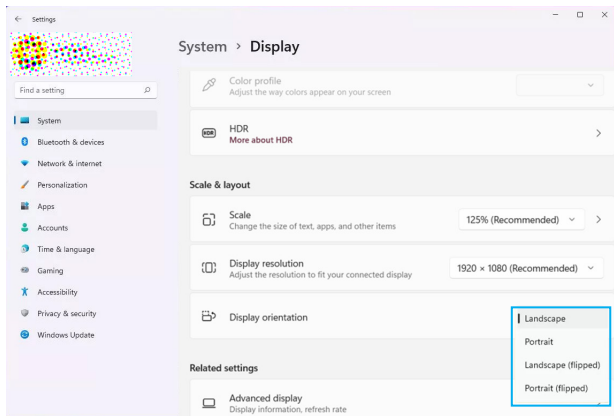 Settings
System > Display
Find a setting
System
Bluetooth & devices
Network & internet
Personalization
Apps
Accounts
Time & language
Gaming
Accessibility
Privacy & security
Windows Update
Color profile
Adjust the way colors appear on your screen
HDR
HDR
More about HDR
Scale & layout
Scale
Change the size of text, apps, and other items
125% (Recommended)
Display resolution
Adjust the resolution to fit your connected display
1920 × 1080 (Recommended)
Display orientation
Landscape
Portrait
Landscape (flipped)
Portrait (flipped)
Related settings
Advanced display
Display information, refresh rate